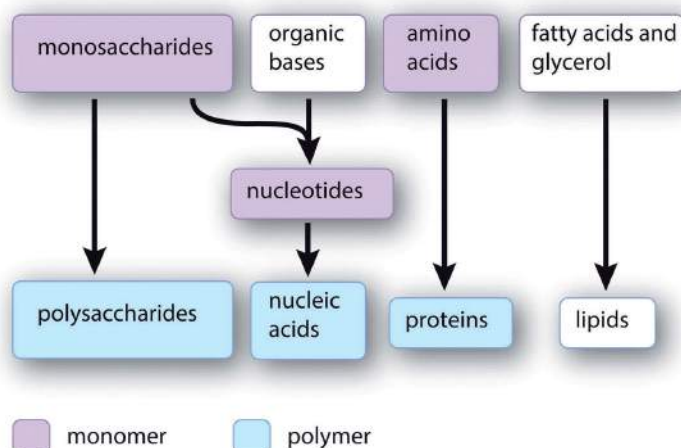 monosaccharides
organic
bases
amino
acids
fatty acids and
glycerol
nucleotides
polysaccharides
nucleic
acids
proteins
lipids
monomer
polymer